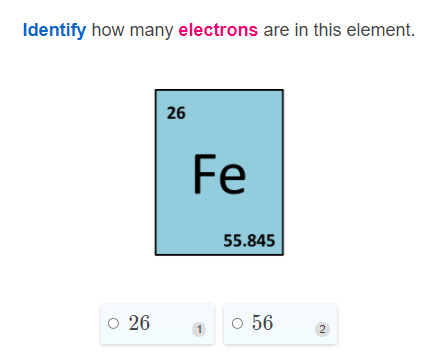 Identify how many electrons are in this element.
26
Fe
55.845
26 1 56 2